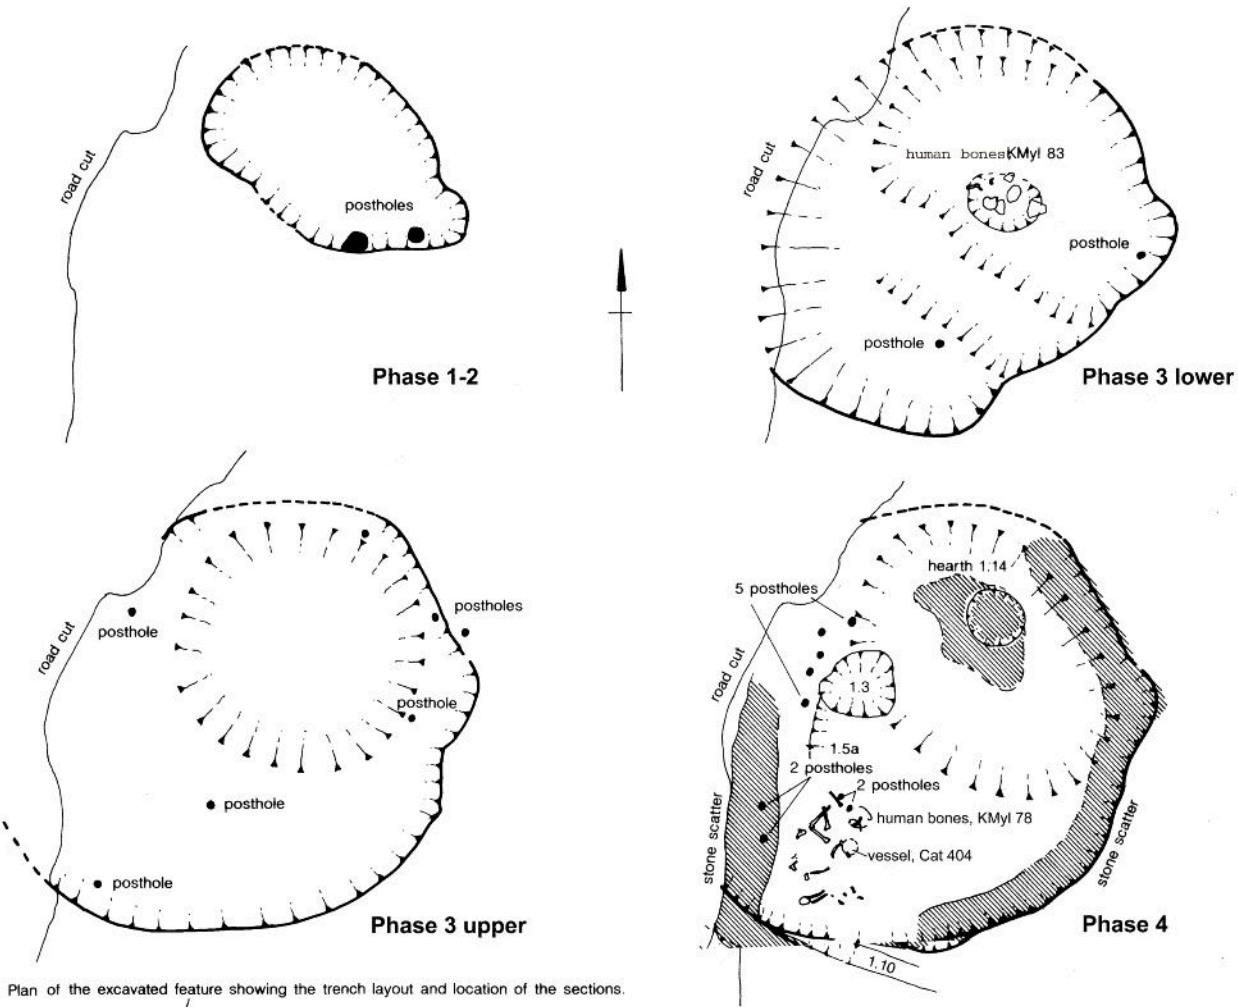 road cut
postholes
Phase 1-2
road cut
human bones KMyl 83
posthole
posthole
Phase 3 lower
road cut
posthole
postholes
posthole
posthole
posthole
Phase 3 upper
hearth 1.14
5 postholes
road cut
1.3
1.5a
2 postholes
2 postholes
human bones, KMyl 78
vessel, Cat 404
stone scatter
stone scatter
Phase 4
1.10
Plan of the excavated feature showing the trench layout and location of the sections.